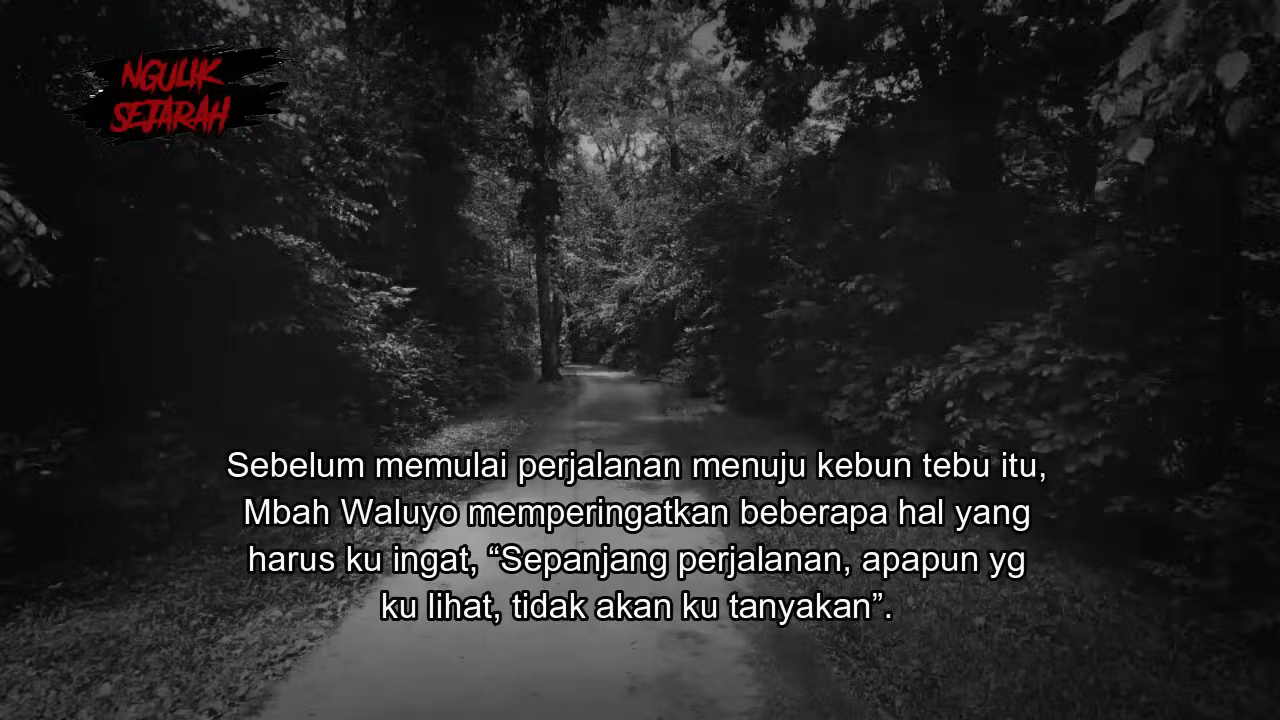 NGULIK
SEJARAH
Sebelum memulai perjalanan menuju kebun tebu itu,
Mbah Waluyo memperingatkan beberapa hal yang
harus ku ingat, “Sepanjang perjalanan, apapun yg
ku lihat, tidak akan ku tanyakan”.